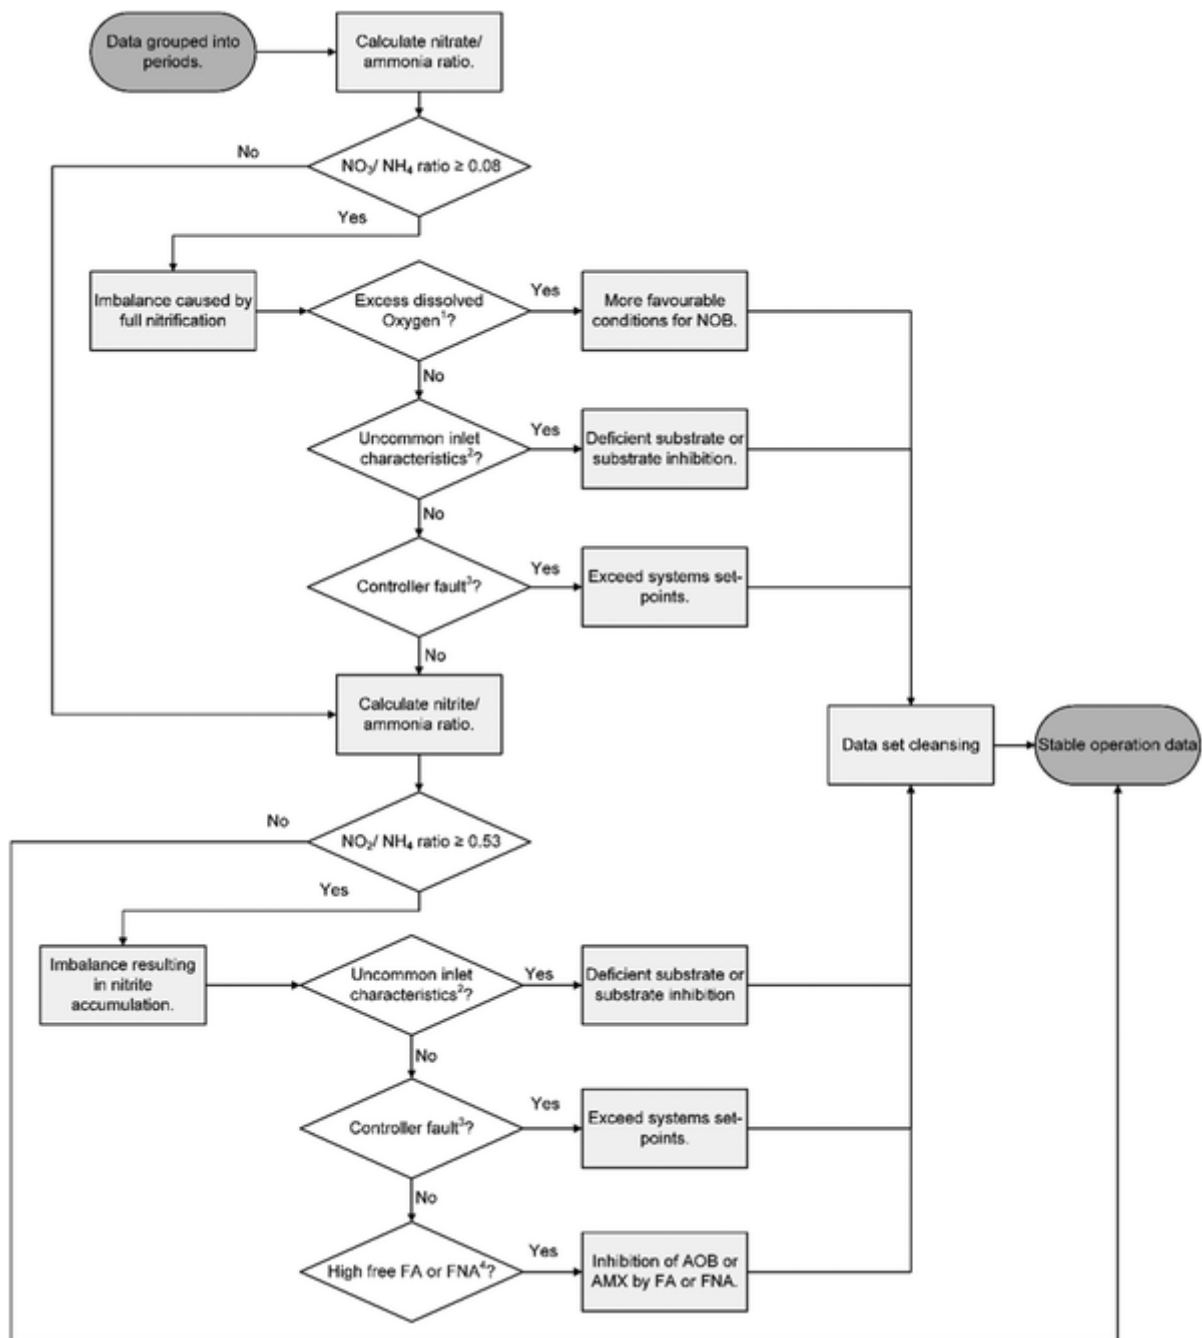 Data grouped into
periods.
Calculate nitrate/
ammonia ratio.
No
NO₃/ NH₄ ratio ≥ 0.08
Yes
Imbalance caused by
full nitrification
Excess dissolved
Oxygen¹?
Yes
More favourable
conditions for NOB.
No
Uncommon inlet
characteristics²?
Yes
Deficient substrate or
substrate inhibition.
No
Controller fault³?
Yes
Exceed systems set-
points.
No
Calculate nitrite/
ammonia ratio.
Data set cleansing
Stable operation data
No
NO₂/ NH₄ ratio ≥ 0.53
Yes
Imbalance resulting
in nitrite
accumulation.
Uncommon inlet
characteristics²?
Yes
Deficient substrate or
substrate inhibition
No
Controller fault³?
Yes
Exceed systems set-
points.
No
High free FA or FNA⁴?
Yes
Inhibition of AOB or
AMX by FA or FNA.